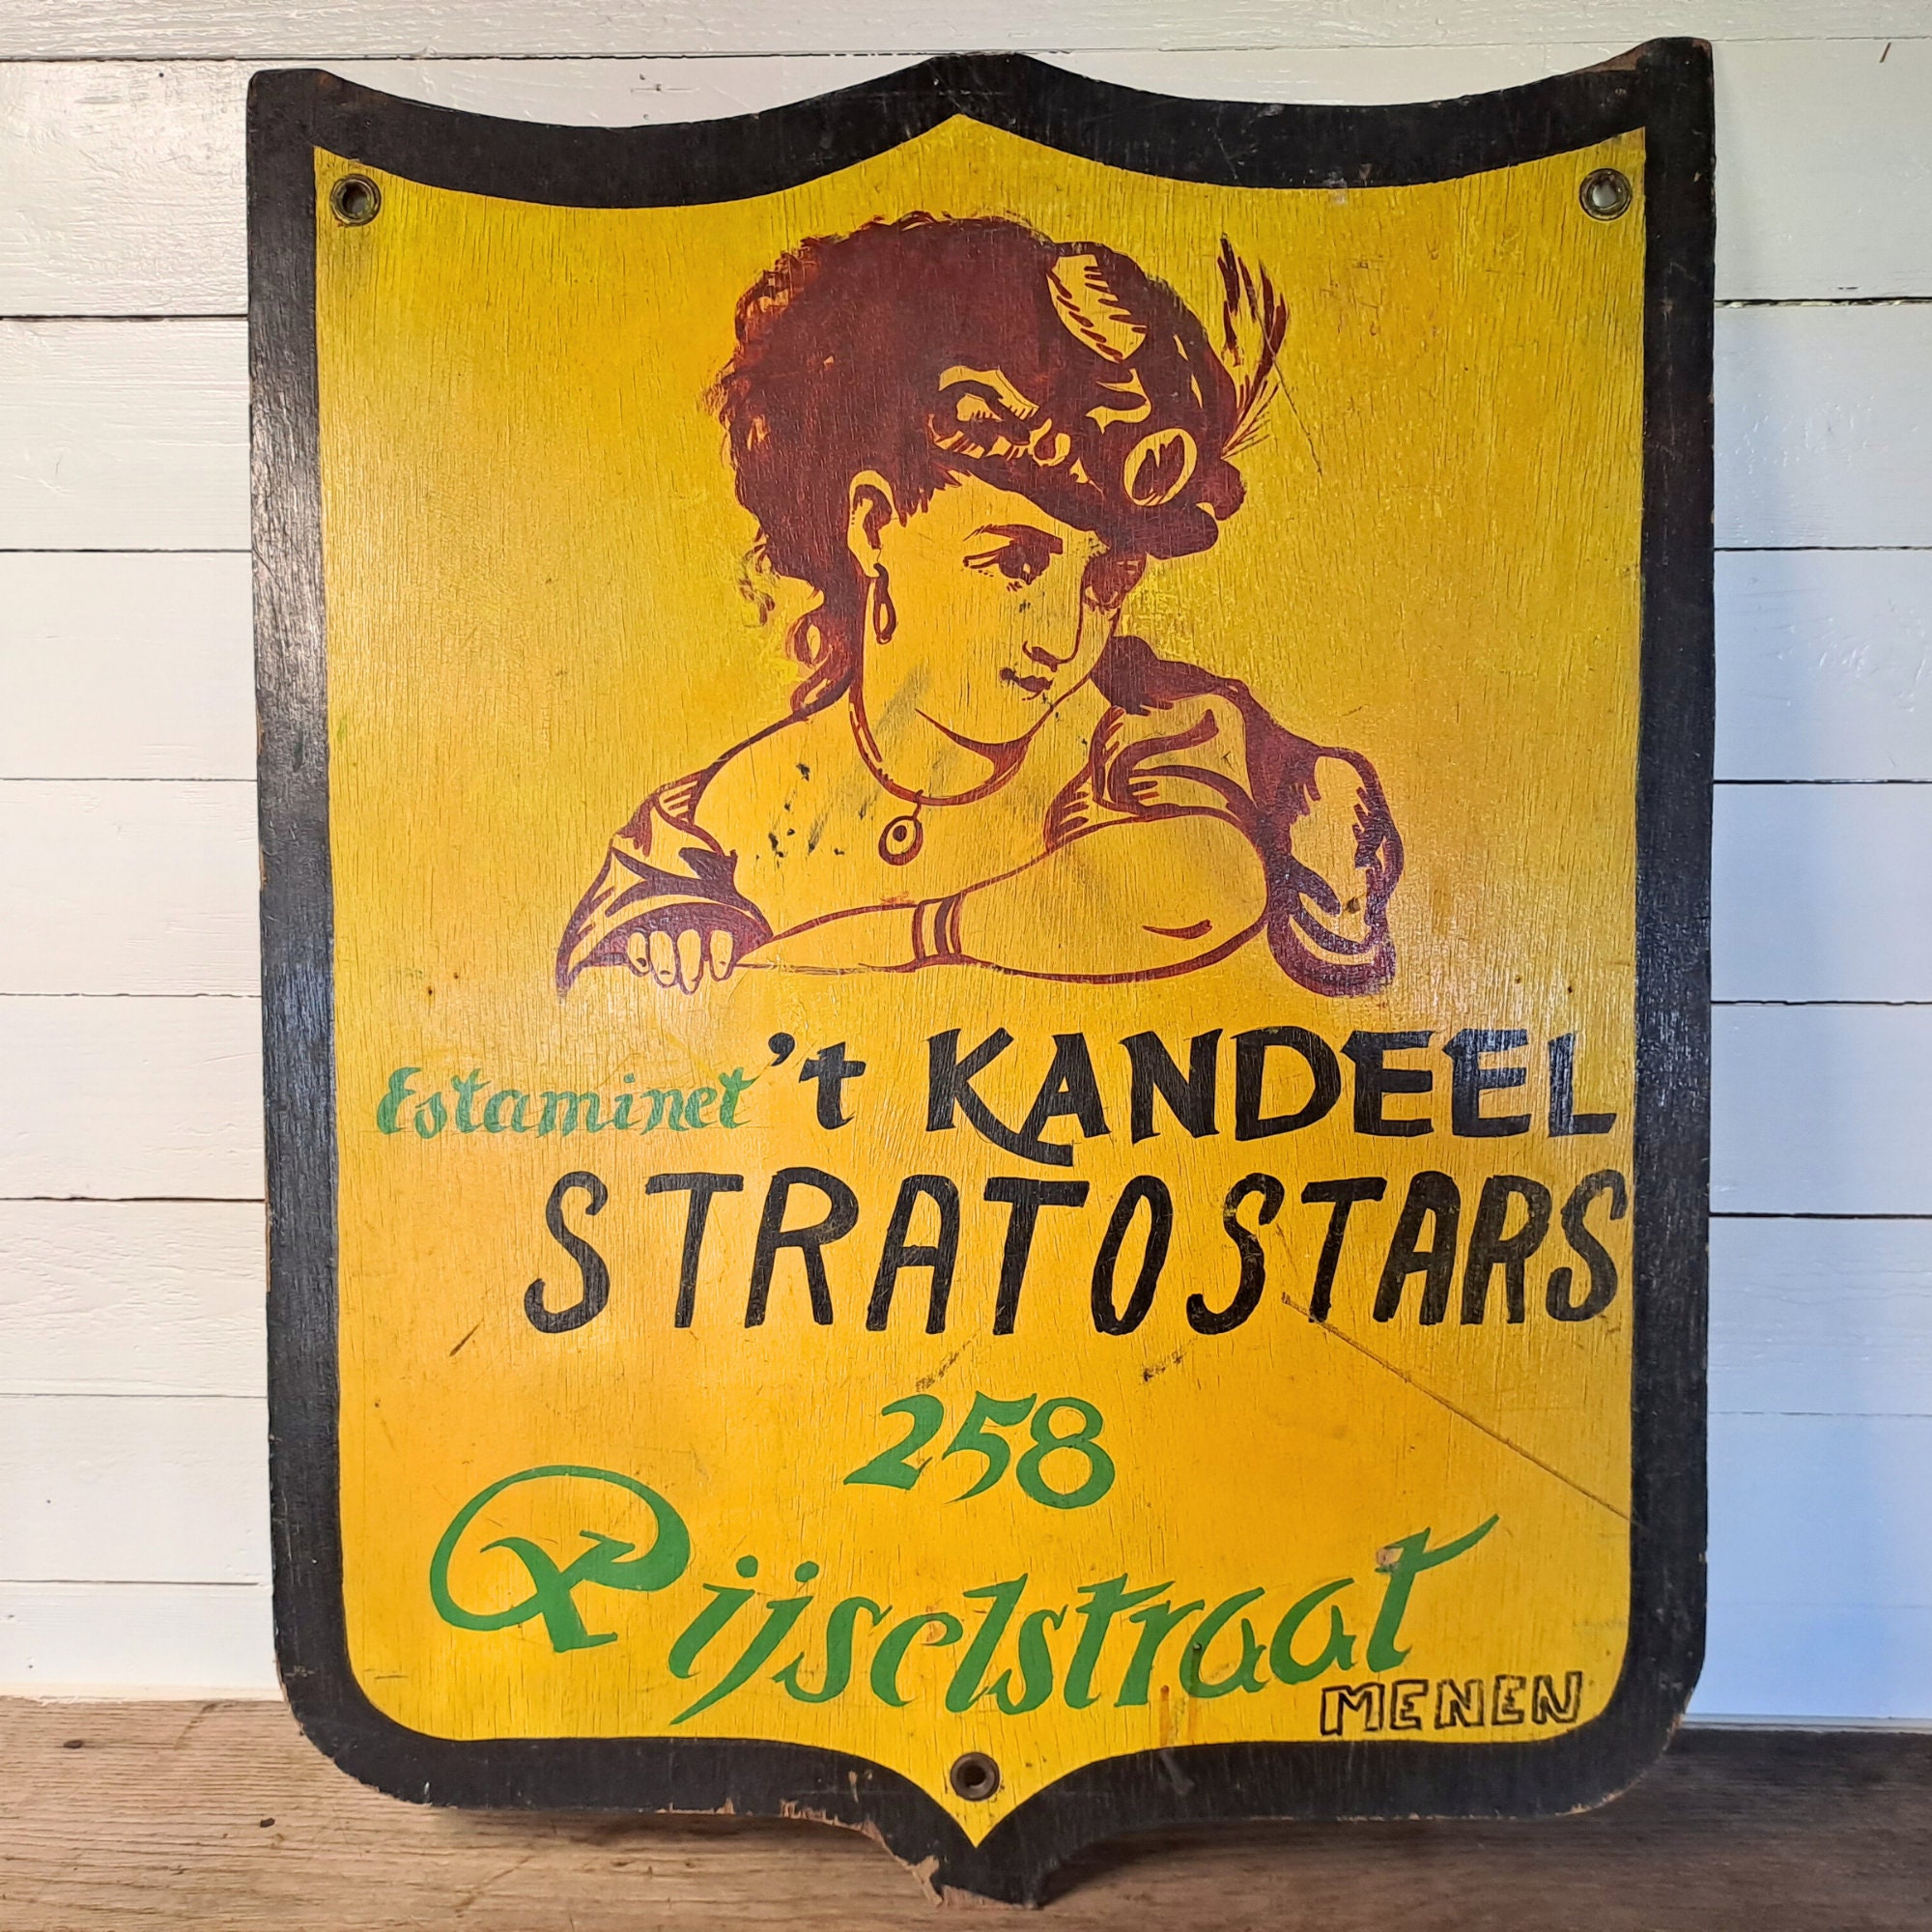 Estaminet 't KANDEEL
STRATOSTARS
258
Rijselstraat
MENEN